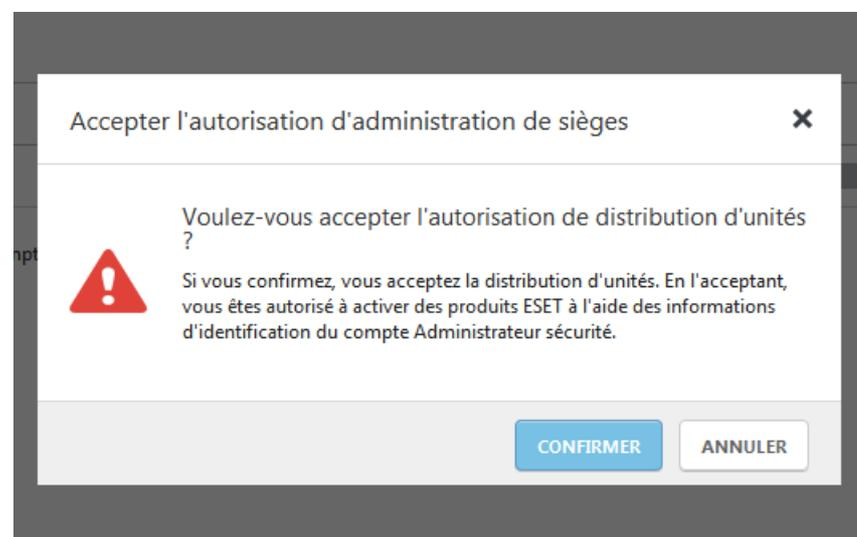 Accepter l'autorisation d'administration de sièges
Voulez-vous accepter l'autorisation de distribution d'unités
?
Si vous confirmez, vous acceptez la distribution d'unités. En l'acceptant,
vous êtes autorisé à activer des produits ESET à l'aide des informations
d'identification du compte Administrateur sécurité.
CONFIRMER
ANNULER